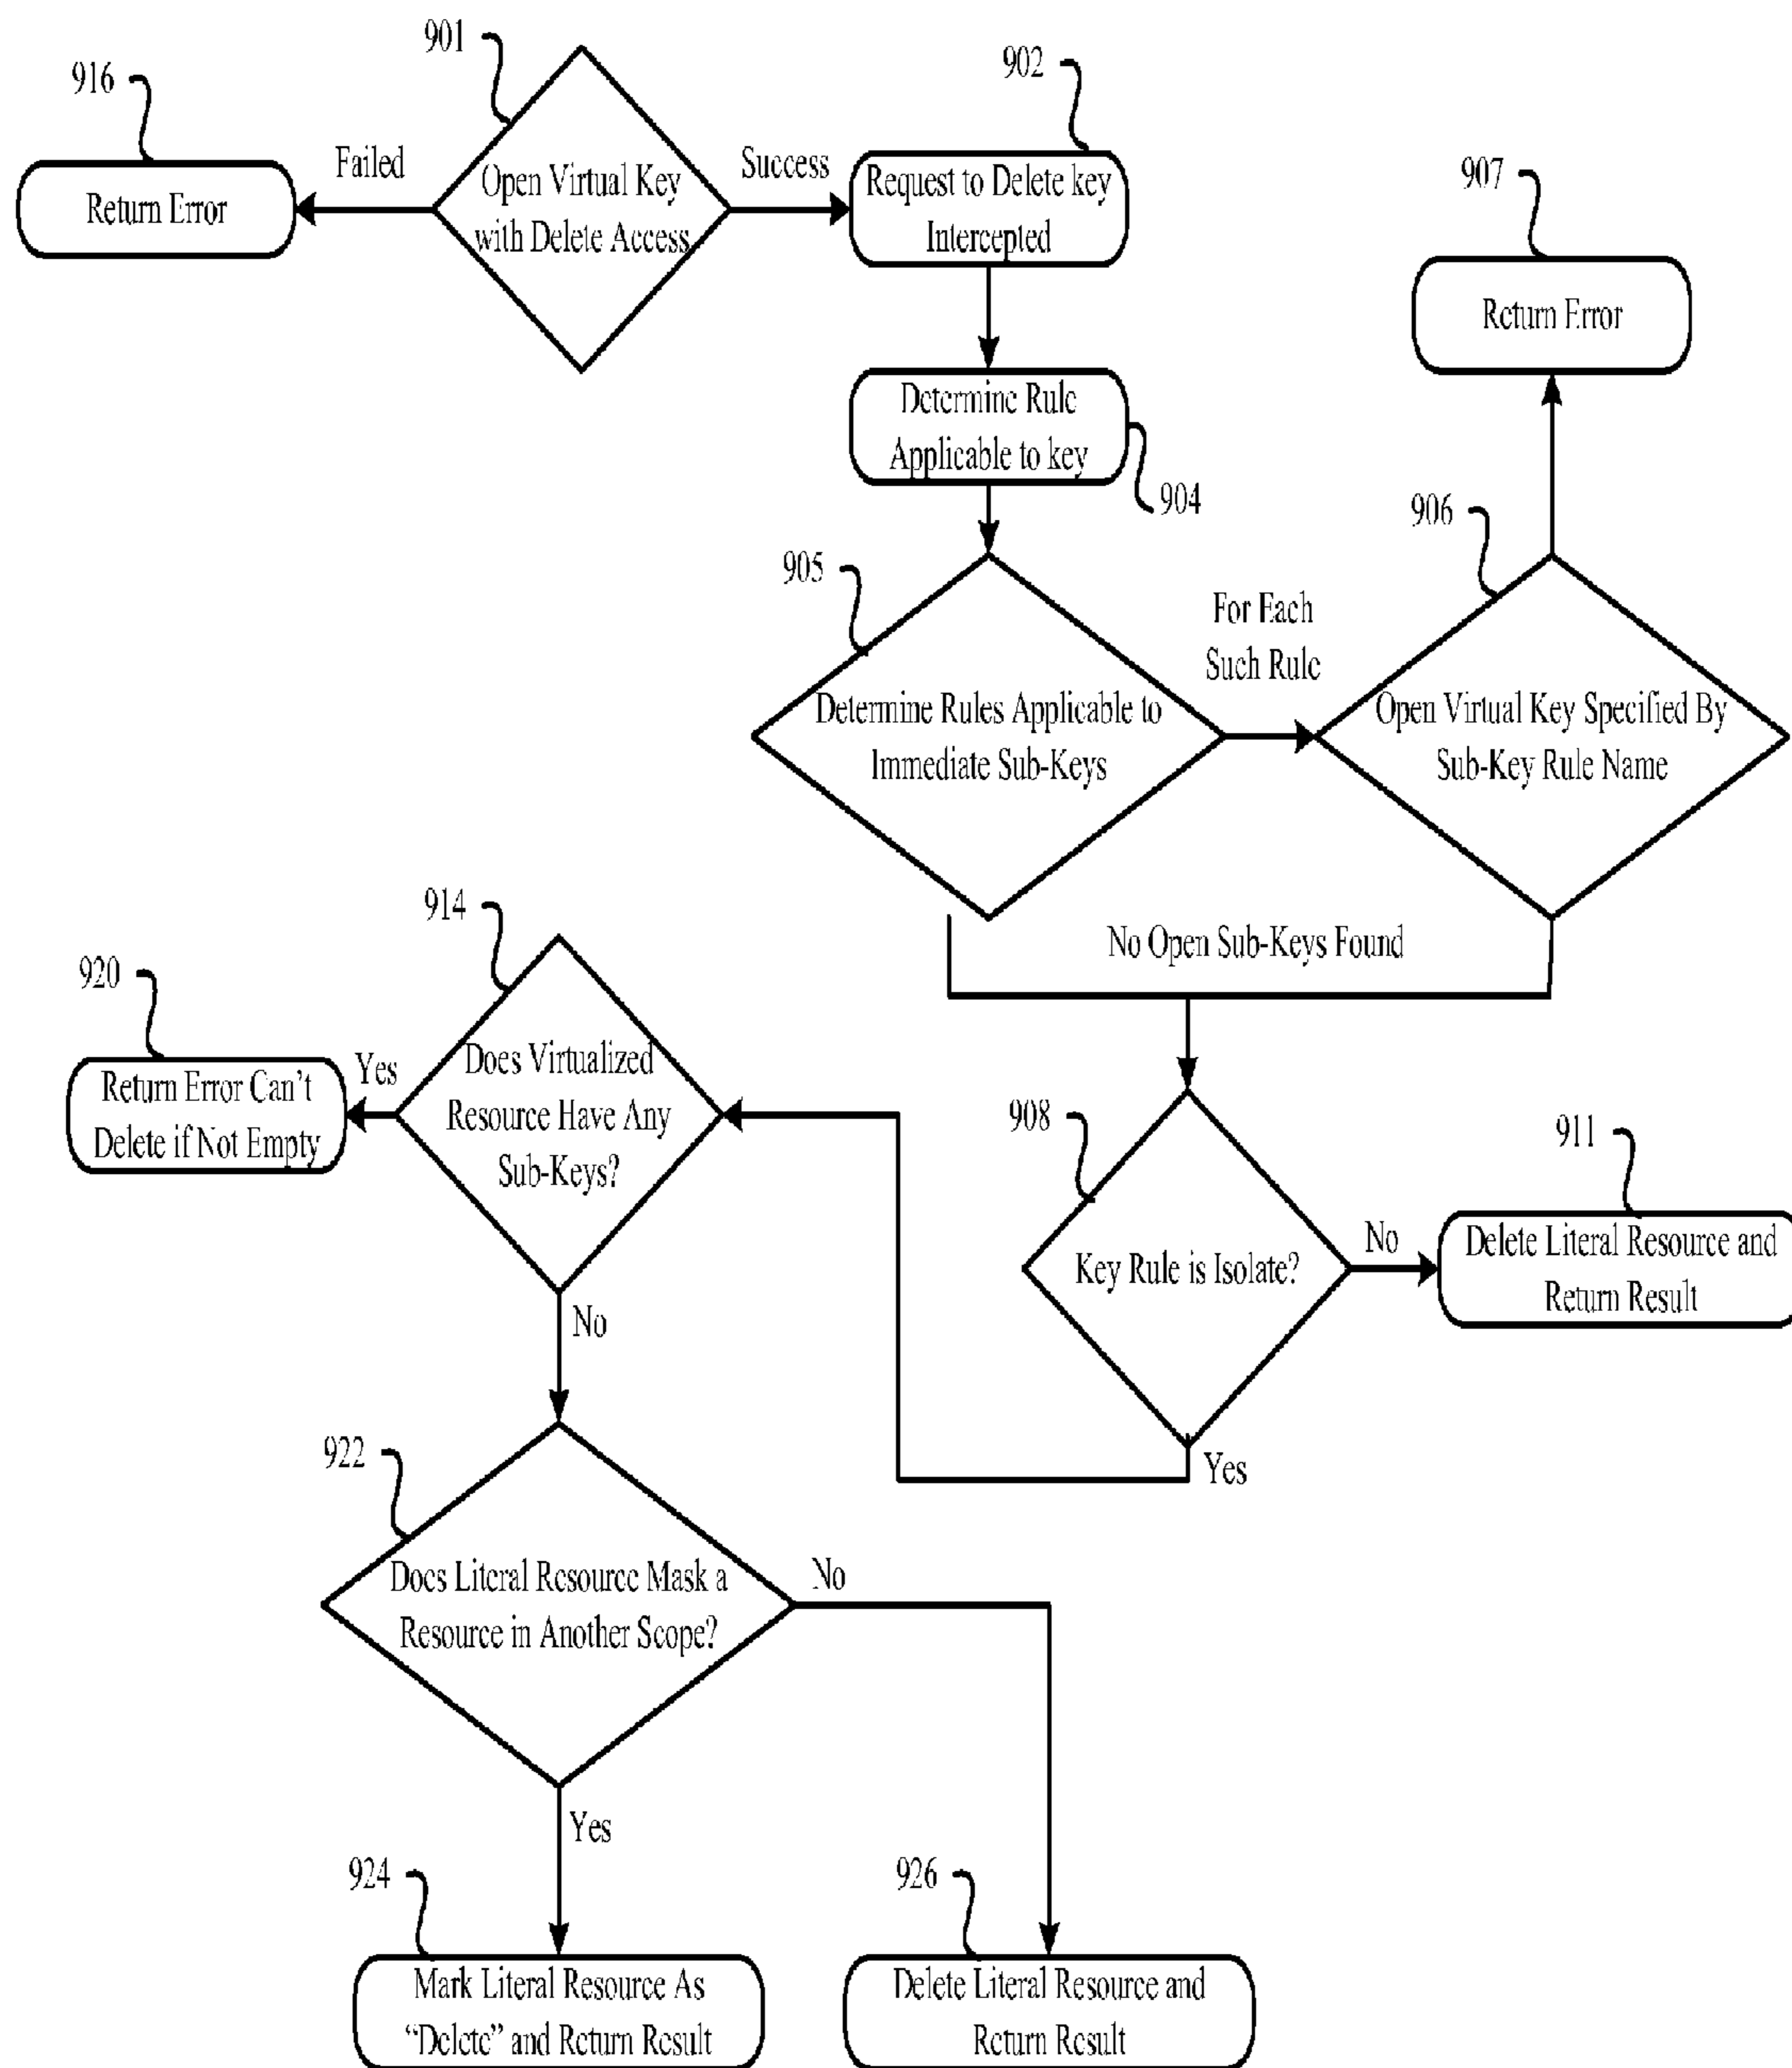 901
916
902
Failed
Success
Open Virtual Key
with Delete Access
Return Error
Request to Delete key
Intercepted
907
Return Error
Determine Rule
Applicable to key
904
906
905
For Each
Such Rule
Determine Rules Applicable to
Immediate Sub-Keys
Open Virtual Key Specified By
Sub-Key Rule Name
No Open Sub-Keys Found
914
920
Does Virtualized
Resource Have Any
Sub-Keys?
Yes
Return Error Can't
Delete if Not Empty
908
911
Key Rule is Isolate?
No
Delete Literal Resource and
Return Result
No
Yes
922
Does Literal Resource Mask a
Resource in Another Scope?
No
Yes
924
926
Mark Literal Resource As
“Delete” and Return Result
Delete Literal Resource and
Return Result